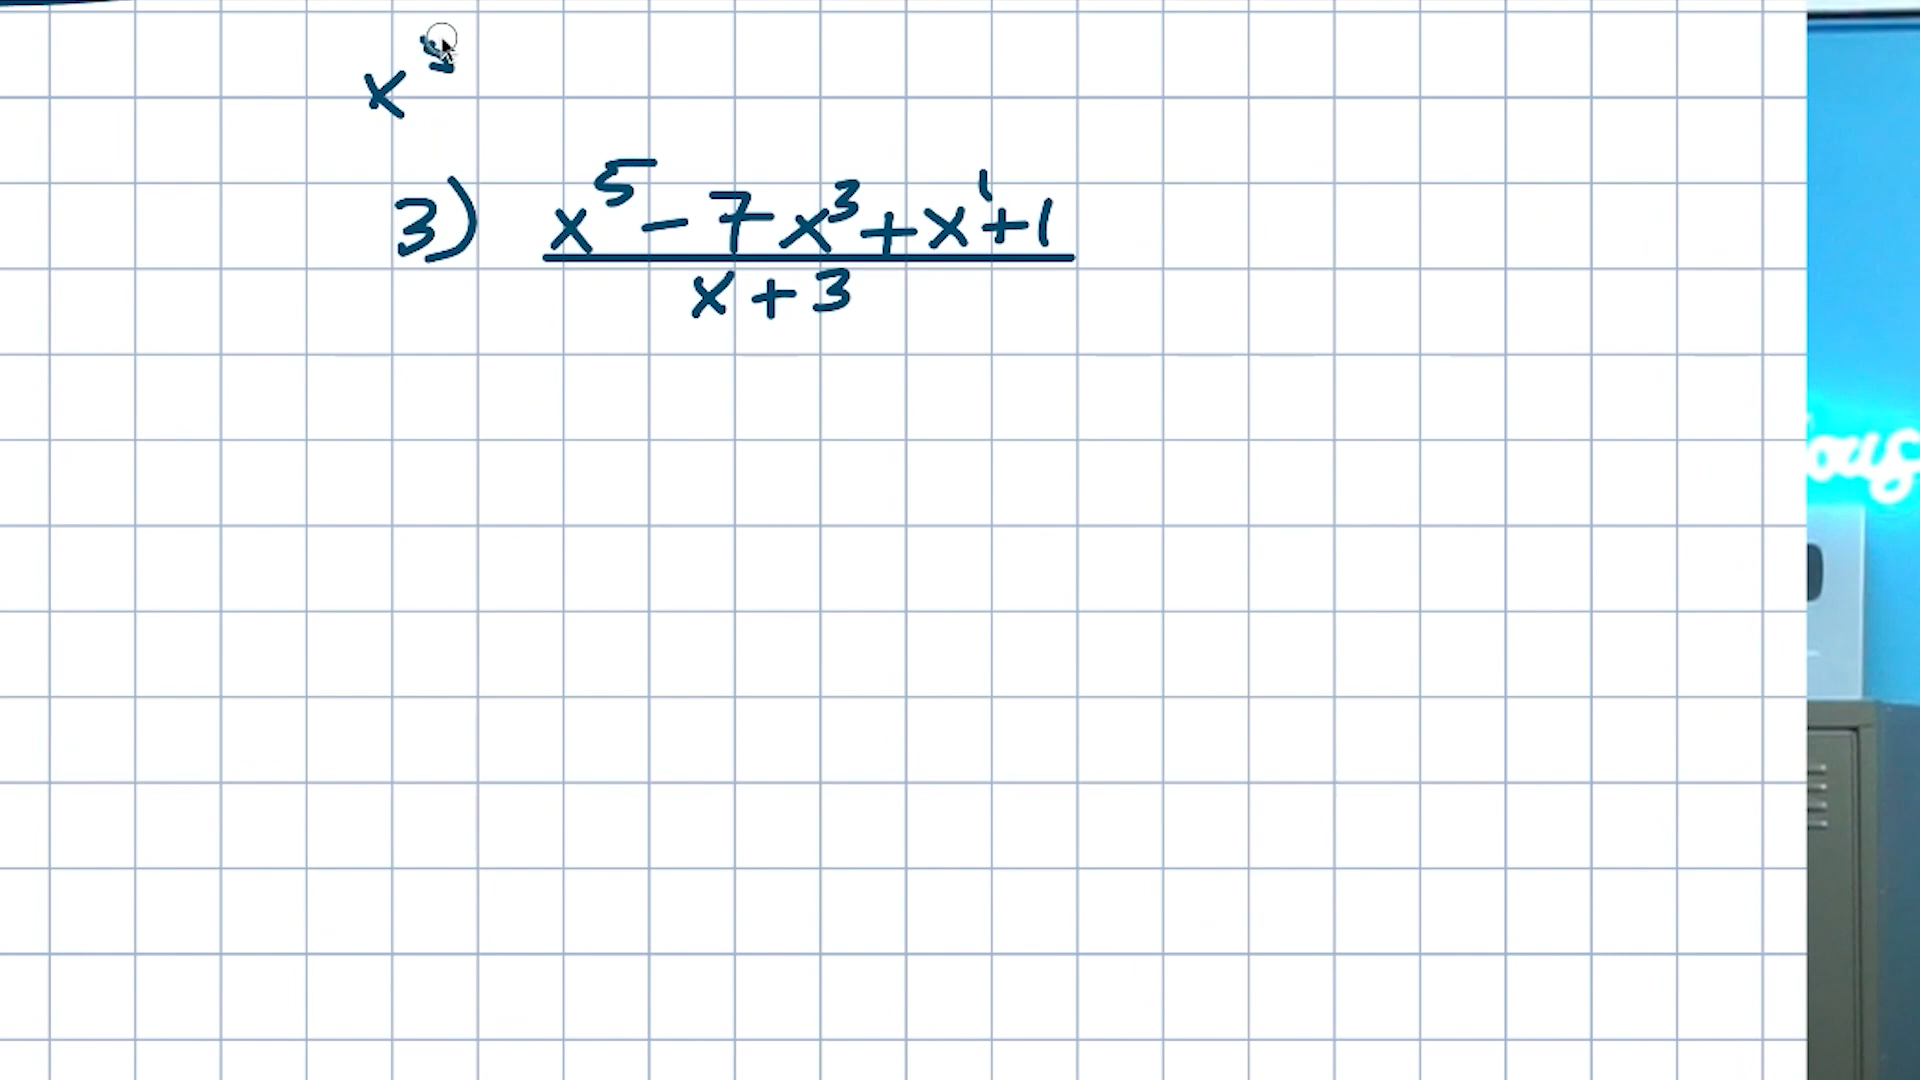 x
3) x⁵ - 7x³ + x¹ + 1
x + 3